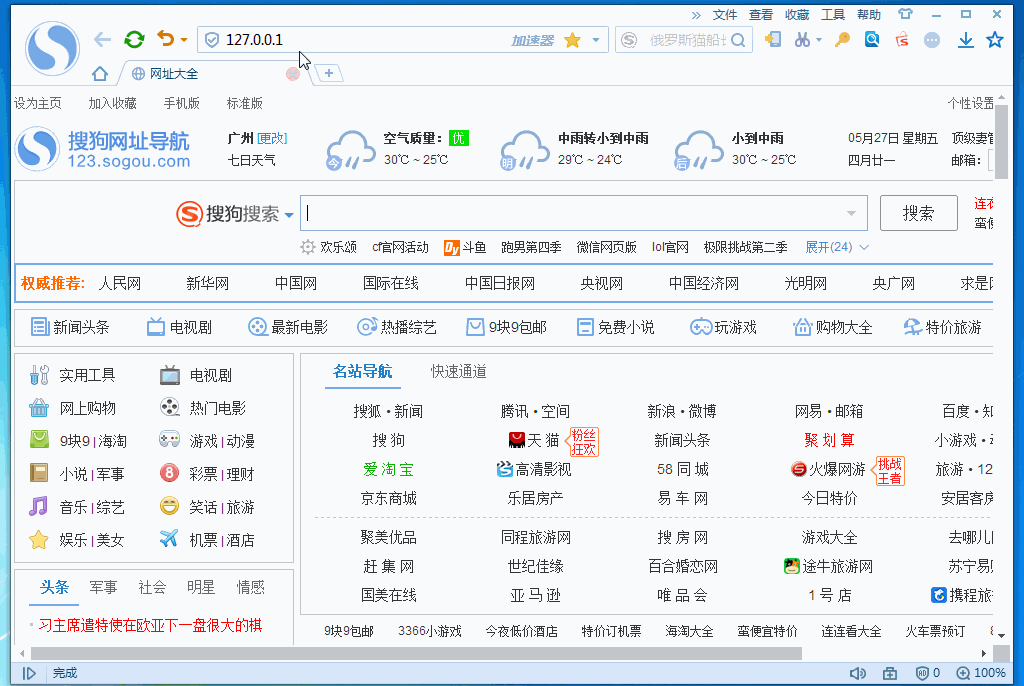 文件 查看 收藏 工具 帮助
127.0.0.1 加速器 俄罗斯猫船长
网址大全
设为主页 加入收藏 手机版 标准版 个性设置
搜狗网址导航
123.sogou.com
广州 [更改]
七日天气
今
空气质量: 优
30℃ ~ 25℃
明
中雨转小到中雨
29℃ ~ 24℃
后
小到中雨
30℃ ~ 25℃
05月27日 星期五
四月廿一
顶级妻管
邮箱:
搜狗搜索 搜索
连衣
蛮便
欢乐颂 cf官网活动 斗鱼 跑男第四季 微信网页版 lol官网 极限挑战第二季 展开(24)
权威推荐: 人民网 新华网 中国网 国际在线 中国日报网 央视网 中国经济网 光明网 央广网 求是网
新闻头条 电视剧 最新电影 热播综艺 9块9包邮 免费小说 玩游戏 购物大全 特价旅游
实用工具 电视剧
网上购物 热门电影
9块9|海淘 游戏|动漫
小说|军事 彩票|理财
音乐|综艺 笑话|旅游
娱乐|美女 机票|酒店
头条 军事 社会 明星 情感
习主席遣特使在欧亚下一盘很大的棋
名站导航 快速通道
搜狐·新闻 腾讯·空间 新浪·微博 网易·邮箱 百度·知
搜狗 天猫 粉丝狂欢 新闻头条 聚划算 小游戏·
爱淘宝 高清影视 58同城 火爆网游 挑战王者 旅游·12
京东商城 乐居房产 易车网 今日特价 安居客房
聚美优品 同程旅游网 搜房网 游戏大全 去哪儿
赶集网 世纪佳缘 百合婚恋网 途牛旅游网 苏宁易
国美在线 亚马逊 唯品会 1号店 携程旅
9块9包邮 3366小游戏 今夜低价酒店 特价订机票 海淘大全 蛮便宜特价 连连看大全 火车票预订
完成 0 100%